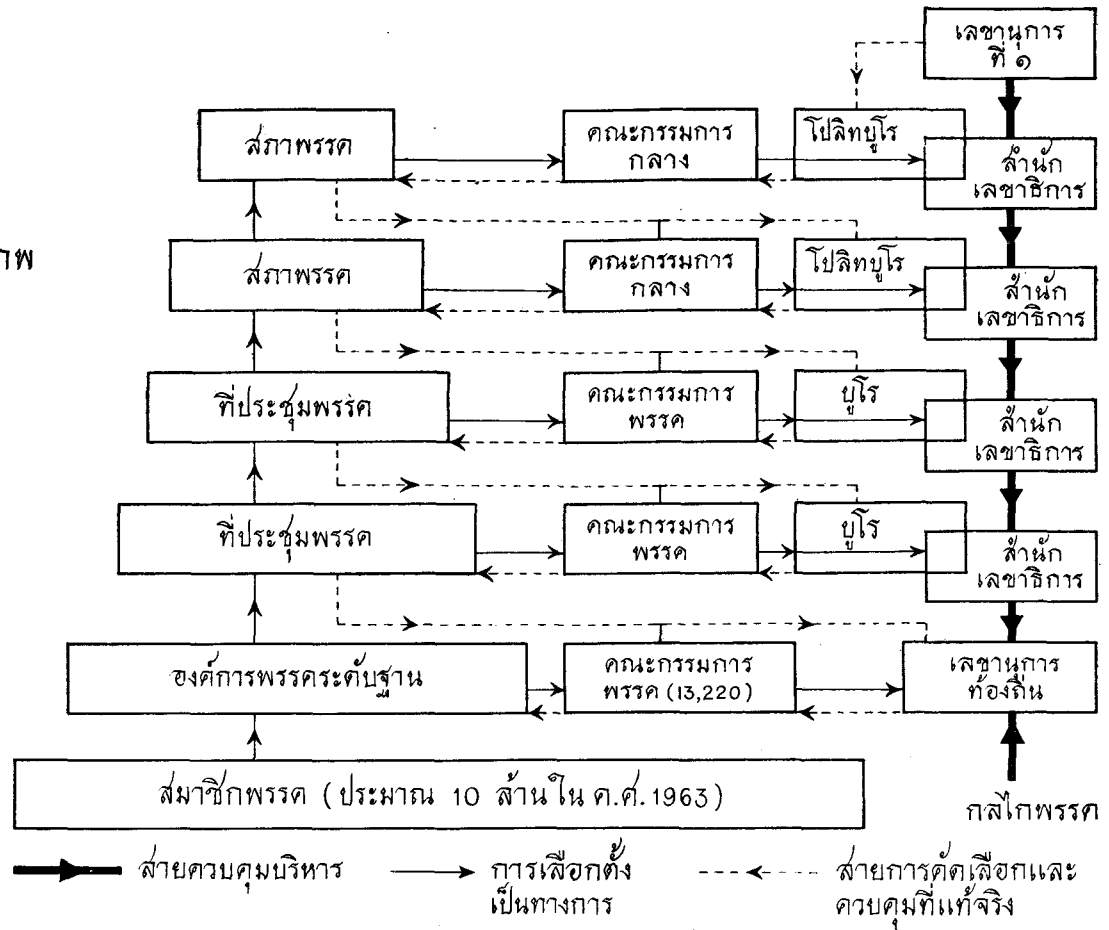 เลขานุการ
ที่ ๑
สภาพรรค
คณะกรรมการ
กลาง
โปลิทบูโร
สำนัก
เลขาธิการ
สภาพรรค
คณะกรรมการ
กลาง
โปลิทบูโร
สำนัก
เลขาธิการ
ที่ประชุมพรรค
คณะกรรมการ
พรรค
บูโร
สำนัก
เลขาธิการ
ที่ประชุมพรรค
คณะกรรมการ
พรรค
บูโร
สำนัก
เลขาธิการ
องค์การพรรคระดับฐาน
คณะกรรมการ
พรรค (13,220)
เลขานุการ
ท้องถิ่น
สมาชิกพรรค (ประมาณ 10 ล้านใน ค.ศ. 1963)
กลไกพรรค
สายควบคุมบริหาร
การเลือกตั้ง
เป็นทางการ
สายการคัดเลือกและ
ควบคุมที่แท้จริง